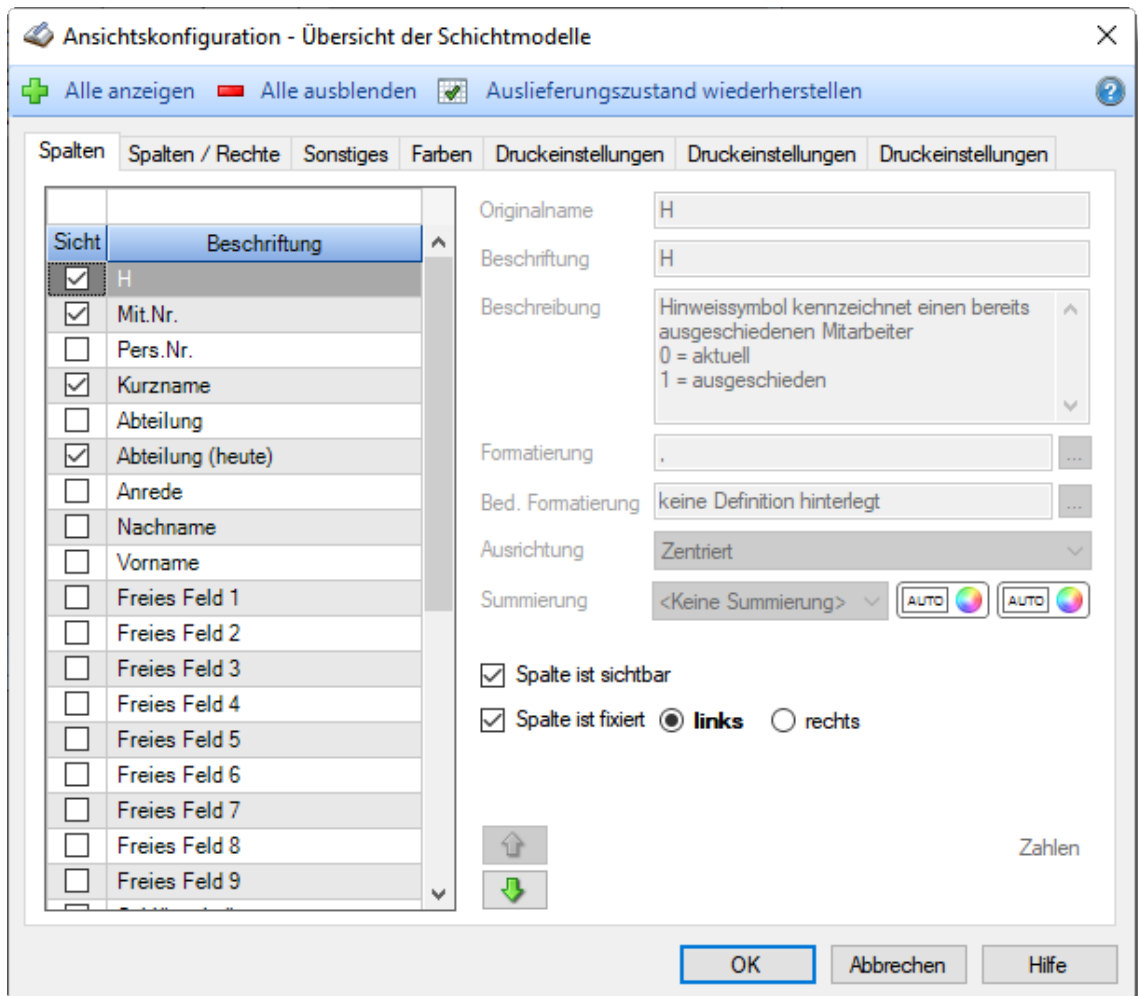 Ansichtskonfiguration - Übersicht der Schichtmodelle
Alle anzeigen Alle ausblenden Auslieferungszustand wiederherstellen
Spalten Spalten / Rechte Sonstiges Farben Druckeinstellungen Druckeinstellungen Druckeinstellungen
Sicht Beschriftung
H
Mit.Nr.
Pers.Nr.
Kurzname
Abteilung
Abteilung (heute)
Anrede
Nachname
Vorname
Freies Feld 1
Freies Feld 2
Freies Feld 3
Freies Feld 4
Freies Feld 5
Freies Feld 6
Freies Feld 7
Freies Feld 8
Freies Feld 9
Originalname H
Beschriftung H
Beschreibung Hinweissymbol kennzeichnet einen bereits
ausgeschiedenen Mitarbeiter
0 = aktuell
1 = ausgeschieden
Formatierung , ...
Bed. Formatierung keine Definition hinterlegt ...
Ausrichtung Zentriert
Summierung <Keine Summierung> AUTO AUTO
Spalte ist sichtbar
Spalte ist fixiert links rechts
Zahlen
OK Abbrechen Hilfe